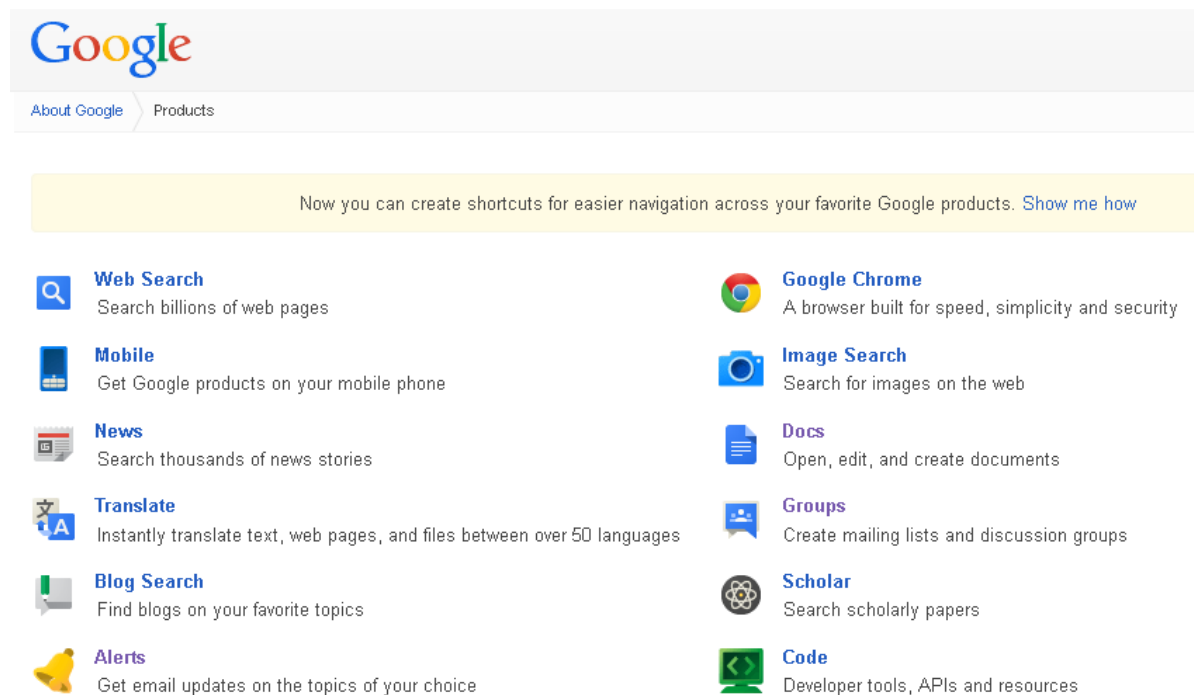 Google
About Google Products
Now you can create shortcuts for easier navigation across your favorite Google products. Show me how
Web Search
Search billions of web pages
Mobile
Get Google products on your mobile phone
News
Search thousands of news stories
Translate
Instantly translate text, web pages, and files between over 50 languages
Blog Search
Find blogs on your favorite topics
Alerts
Get email updates on the topics of your choice
Google Chrome
A browser built for speed, simplicity and security
Image Search
Search for images on the web
Docs
Open, edit, and create documents
Groups
Create mailing lists and discussion groups
Scholar
Search scholarly papers
Code
Developer tools, APIs and resources